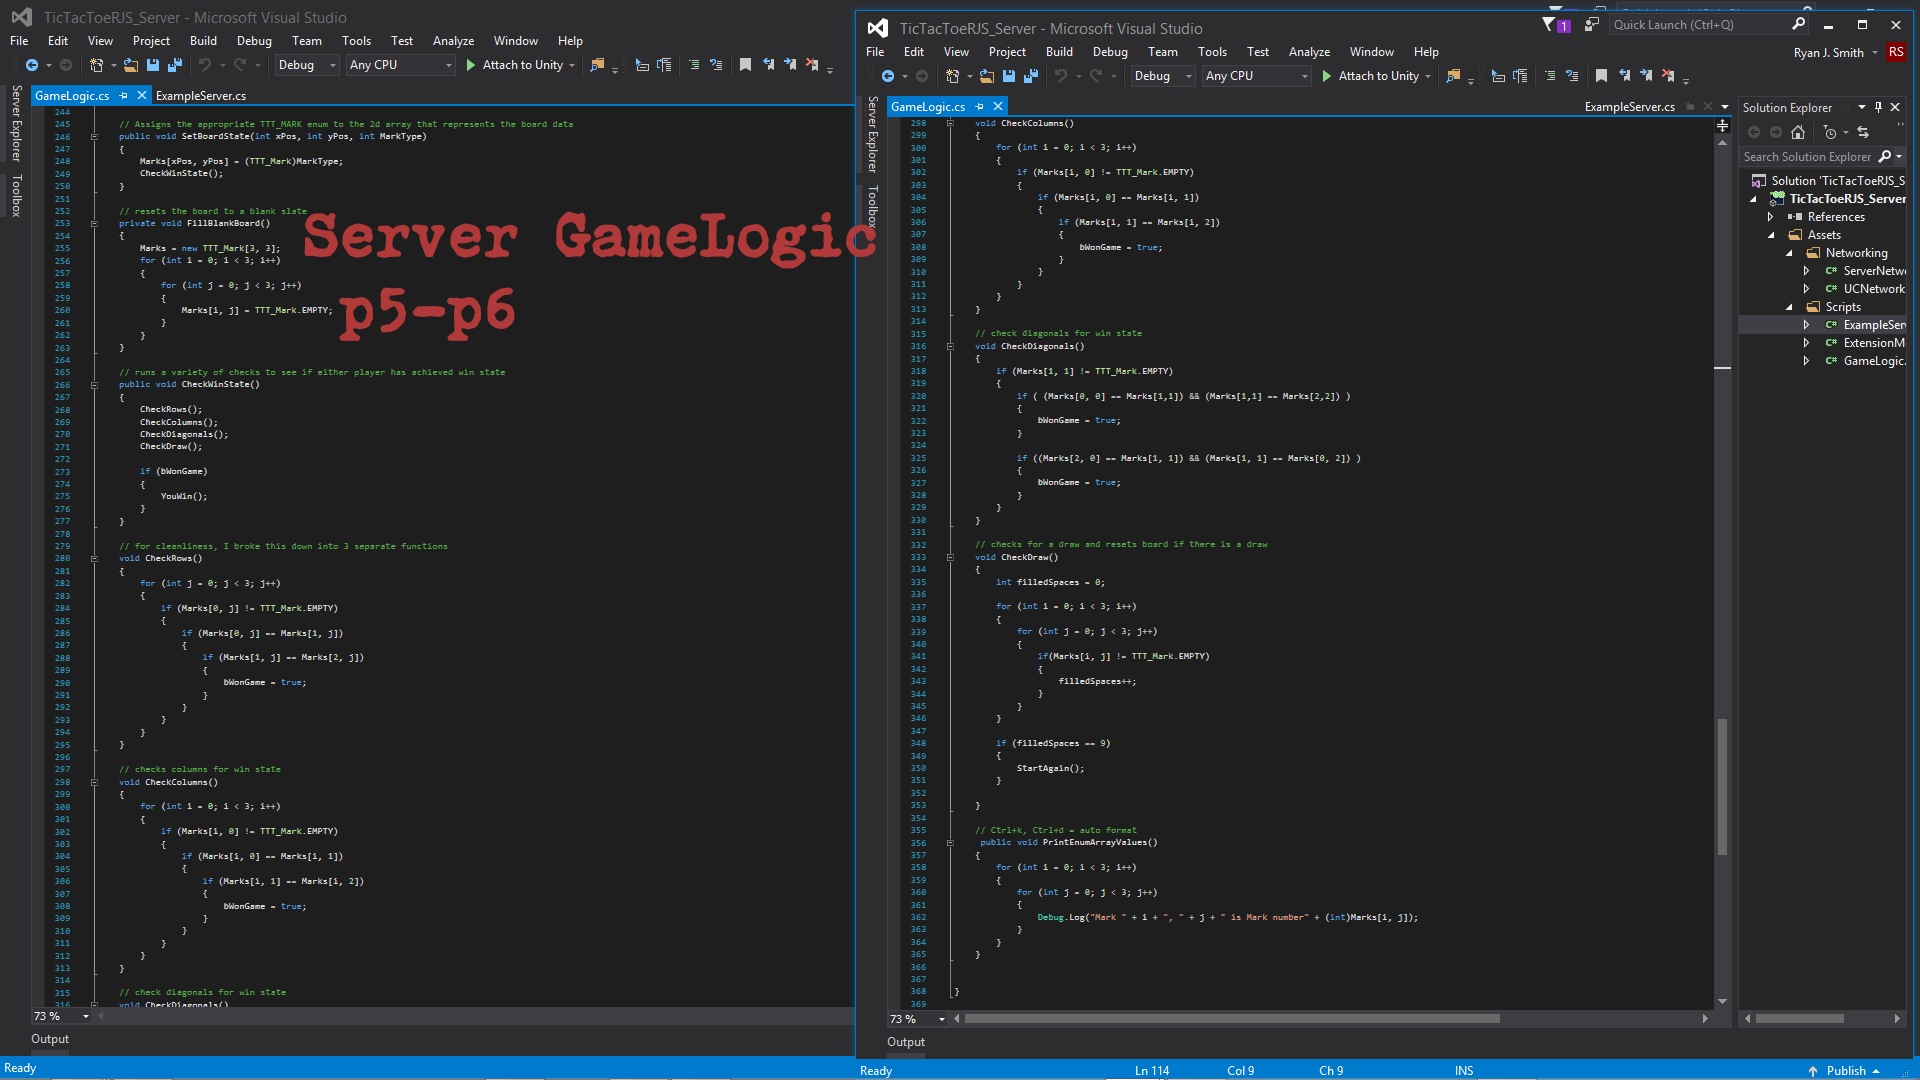 TicTacToeRJS_Server - Microsoft Visual Studio
File Edit View Project Build Debug Team Tools Test Analyze Window Help
Debug Any CPU Attach to Unity
GameLogic.cs ExampleServer.cs
Server Explorer
Toolbox
244
245 // Assigns the appropriate TTT_MARK enum to the 2d array that represents the board data
246 public void SetBoardState(int xPos, int yPos, int MarkType)
247 {
248 Marks[xPos, yPos] = (TTT_Mark)MarkType;
249 CheckWinState();
250 }
251
252 // resets the board to a blank slate
253 private void FillBlankBoard()
254 {
255 Marks = new TTT_Mark[3, 3];
256 for (int i = 0; i < 3; i++)
257 {
258 for (int j = 0; j < 3; j++)
259 {
260 Marks[i, j] = TTT_Mark.EMPTY;
261 }
262 }
263 }
264
265 // runs a variety of checks to see if either player has achieved win state
266 public void CheckWinState()
267 {
268 CheckRows();
269 CheckColumns();
270 CheckDiagonals();
271 CheckDraw();
272
273 if (bWonGame)
274 {
275 YouWin();
276 }
277 }
278
279 // for cleanliness, I broke this down into 3 separate functions
280 void CheckRows()
281 {
282 for (int j = 0; j < 3; j++)
283 {
284 if (Marks[0, j] != TTT_Mark.EMPTY)
285 {
286 if (Marks[0, j] == Marks[1, j])
287 {
288 if (Marks[1, j] == Marks[2, j])
289 {
290 bWonGame = true;
291 }
292 }
293 }
294 }
295 }
296
297 // checks columns for win state
298 void CheckColumns()
299 {
300 for (int i = 0; i < 3; i++)
301 {
302 if (Marks[i, 0] != TTT_Mark.EMPTY)
303 {
304 if (Marks[i, 0] == Marks[i, 1])
305 {
306 if (Marks[i, 1] == Marks[i, 2])
307 {
308 bWonGame = true;
309 }
310 }
311 }
312 }
313 }
314
315 // check diagonals for win state
316 void CheckDiagonals()
73 %
Output
Ready
Server GameLogic
p5-p6
TicTacToeRJS_Server - Microsoft Visual Studio
1 Quick Launch (Ctrl+Q)
File Edit View Project Build Debug Team Tools Test Analyze Window Help
Ryan J. Smith RS
Debug Any CPU Attach to Unity
GameLogic.cs ExampleServer.cs
Server Explorer
Toolbox
298 void CheckColumns()
299 {
300 for (int i = 0; i < 3; i++)
301 {
302 if (Marks[i, 0] != TTT_Mark.EMPTY)
303 {
304 if (Marks[i, 0] == Marks[i, 1])
305 {
306 if (Marks[i, 1] == Marks[i, 2])
307 {
308 bWonGame = true;
309 }
310 }
311 }
312 }
313 }
314
315 // check diagonals for win state
316 void CheckDiagonals()
317 {
318 if (Marks[1, 1] != TTT_Mark.EMPTY)
319 {
320 if ( (Marks[0, 0] == Marks[1,1]) && (Marks[1,1] == Marks[2,2]) )
321 {
322 bWonGame = true;
323 }
324
325 if ((Marks[2, 0] == Marks[1, 1]) && (Marks[1, 1] == Marks[0, 2]) )
326 {
327 bWonGame = true;
328 }
329 }
330 }
331
332 // checks for a draw and resets board if there is a draw
333 void CheckDraw()
334 {
335 int filledSpaces = 0;
336
337 for (int i = 0; i < 3; i++)
338 {
339 for (int j = 0; j < 3; j++)
340 {
341 if(Marks[i, j] != TTT_Mark.EMPTY)
342 {
343 filledSpaces++;
344 }
345 }
346 }
347
348 if (filledSpaces == 9)
349 {
350 StartAgain();
351 }
352
353 }
354
355 // Ctrl+k, Ctrl+d = auto format
356 public void PrintEnumArrayValues()
357 {
358 for (int i = 0; i < 3; i++)
359 {
360 for (int j = 0; j < 3; j++)
361 {
362 Debug.Log("Mark " + i + ", " + j + " is Mark number" + (int)Marks[i, j]);
363 }
364 }
365 }
366
367
368 }
369
73 %
Output
Ready Ln 114 Col 9 Ch 9 INS Publish
Solution Explorer
Search Solution Explorer
Solution 'TicTacToeRJS_S
TicTacToeRJS_Server
References
Assets
Networking
C# ServerNetw
C# UCNetwork
Scripts
C# ExampleSer
C# ExtensionM
C# GameLogic.